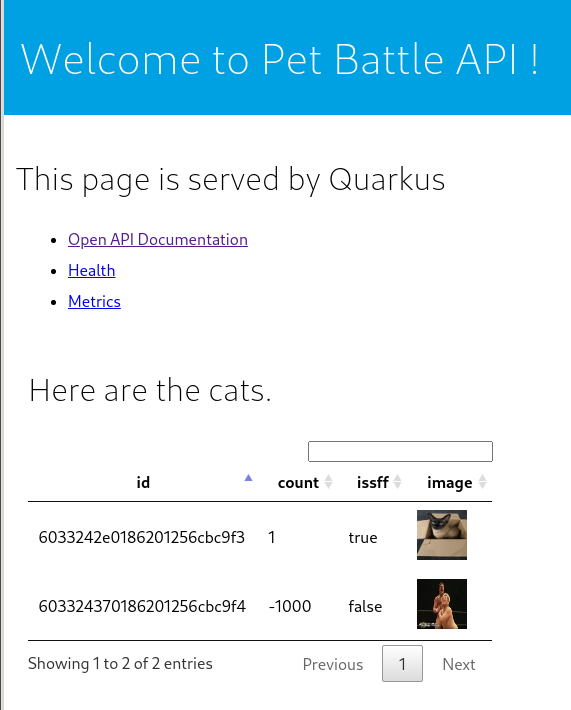 Welcome to Pet Battle API !
This page is served by Quarkus
Open API Documentation
Health
Metrics
Here are the cats.
id count issff image
6033242e0186201256cbc9f3 1 true
603324370186201256cbc9f4 -1000 false
Showing 1 to 2 of 2 entries Previous 1 Next